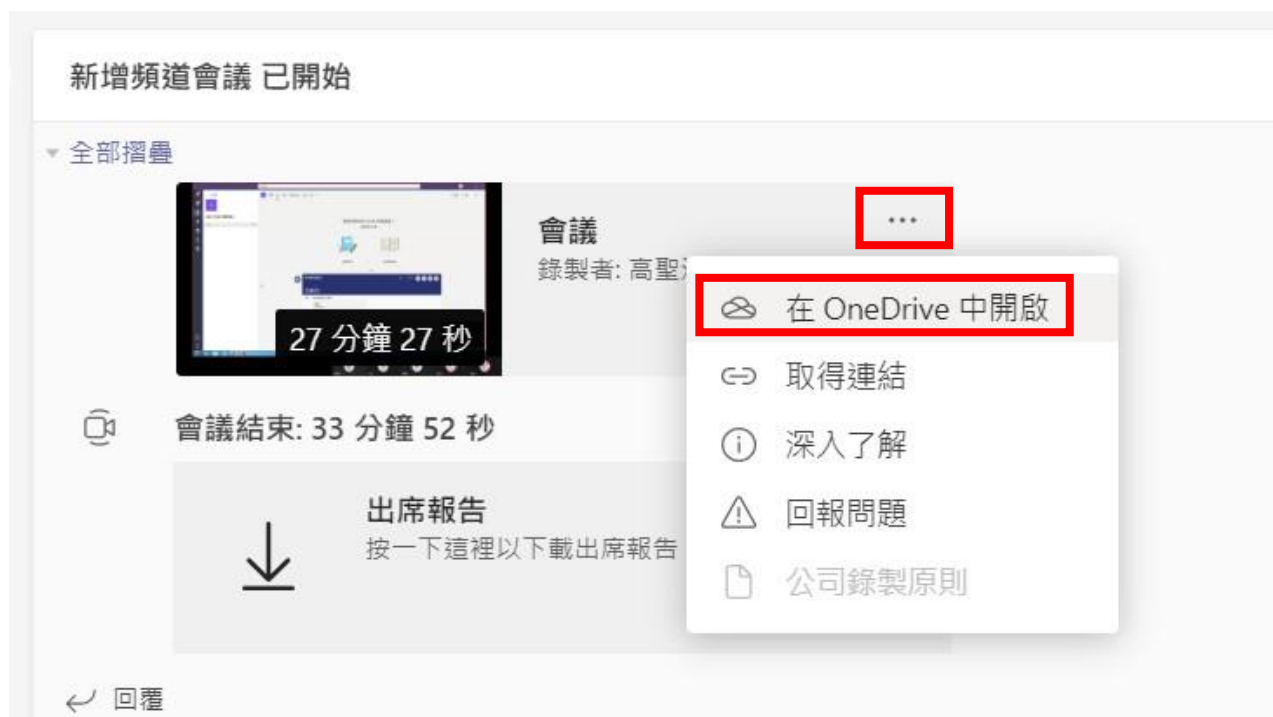 新增頻道會議 已開始
全部摺疊
會議
錄製者: 高聖
27 分鐘 27 秒
在 OneDrive 中開啟
取得連結
深入了解
回報問題
公司錄製原則
會議結束: 33 分鐘 52 秒
出席報告
按一下這裡以下載出席報告
回覆